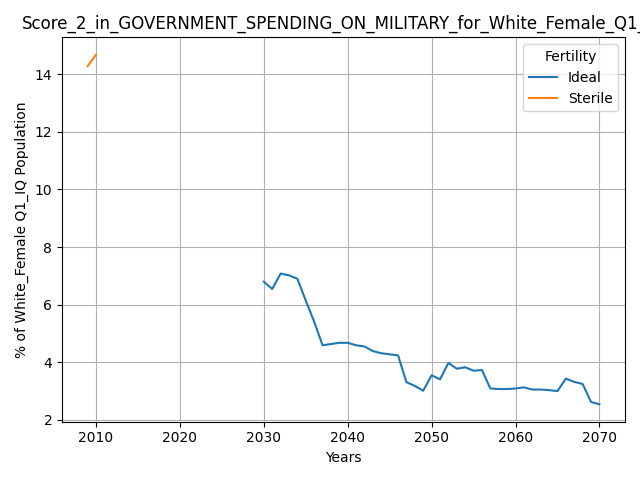 Score_2_in_GOVERNMENT_SPENDING_ON_MILITARY_for_White_Female_Q1_
Fertility
Ideal
Sterile
% of White_Female Q1_IQ Population
14
12
10
8
6
4
2
2010 2020 2030 2040 2050 2060 2070
Years